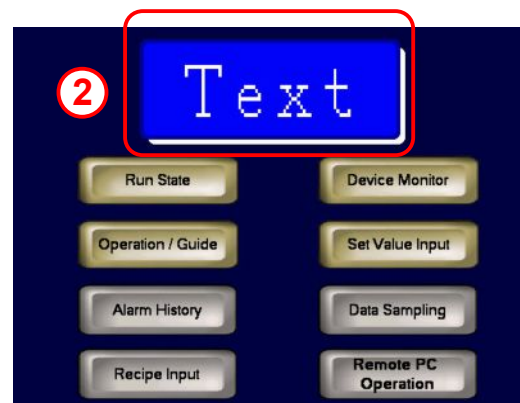 Text
2
Run State
Device Monitor
Operation / Guide
Set Value Input
Alarm History
Data Sampling
Recipe Input
Remote PC
Operation